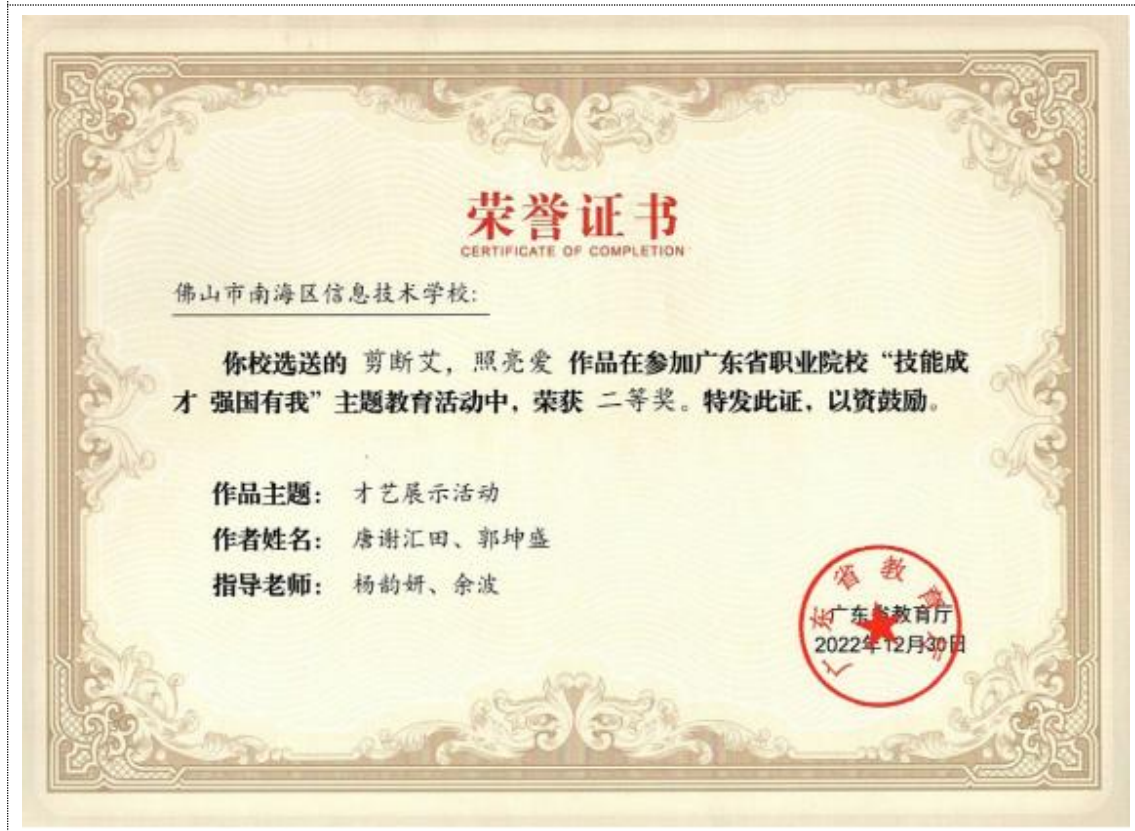 荣誉证书
CERTIFICATE OF COMPLETION
佛山市南海区信息技术学校:
你校选送的 剪断艾，照亮爱 作品在参加广东省职业院校“技能成
才 强国有我”主题教育活动中，荣获 二等奖。特发此证，以资鼓励。
作品主题： 才艺展示活动
作者姓名： 唐谢汇田、郭坤盛
指导老师： 杨韵妍、余波
广东省教育厅
广东省教育厅
2022年12月30日